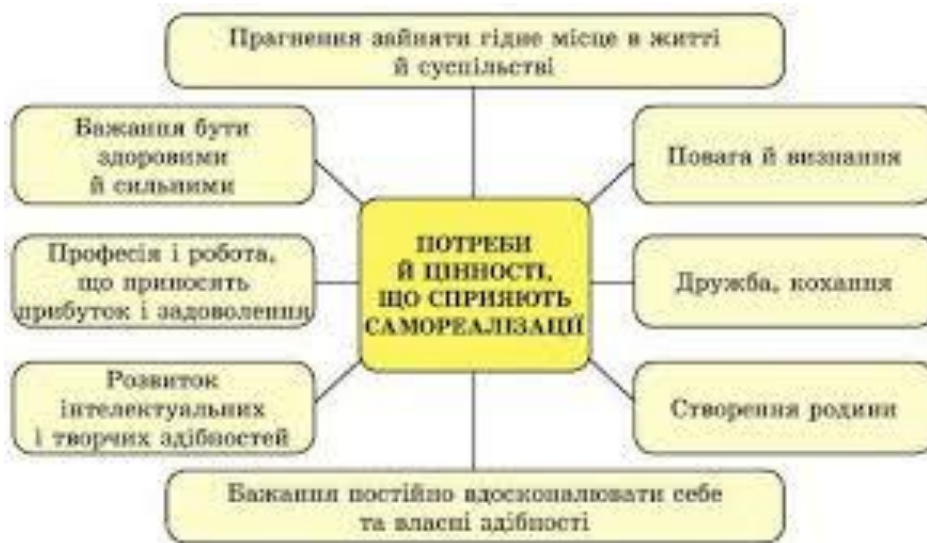 Прагнення зайняти гідне місце в житті
й суспільстві
Бажання бути
здоровими
й сильними
Повага й визнання
ПОТРЕБИ
Й ЦІННОСТІ,
ЩО СПРИЯЮТЬ
САМОРЕАЛІЗАЦІЇ
Професія і робота,
що приносять
прибуток і задоволення
Дружба, кохання
Розвиток
інтелектуальних
і творчих здібностей
Створення родини
Бажання постійно вдосконалювати себе
та власні здібності